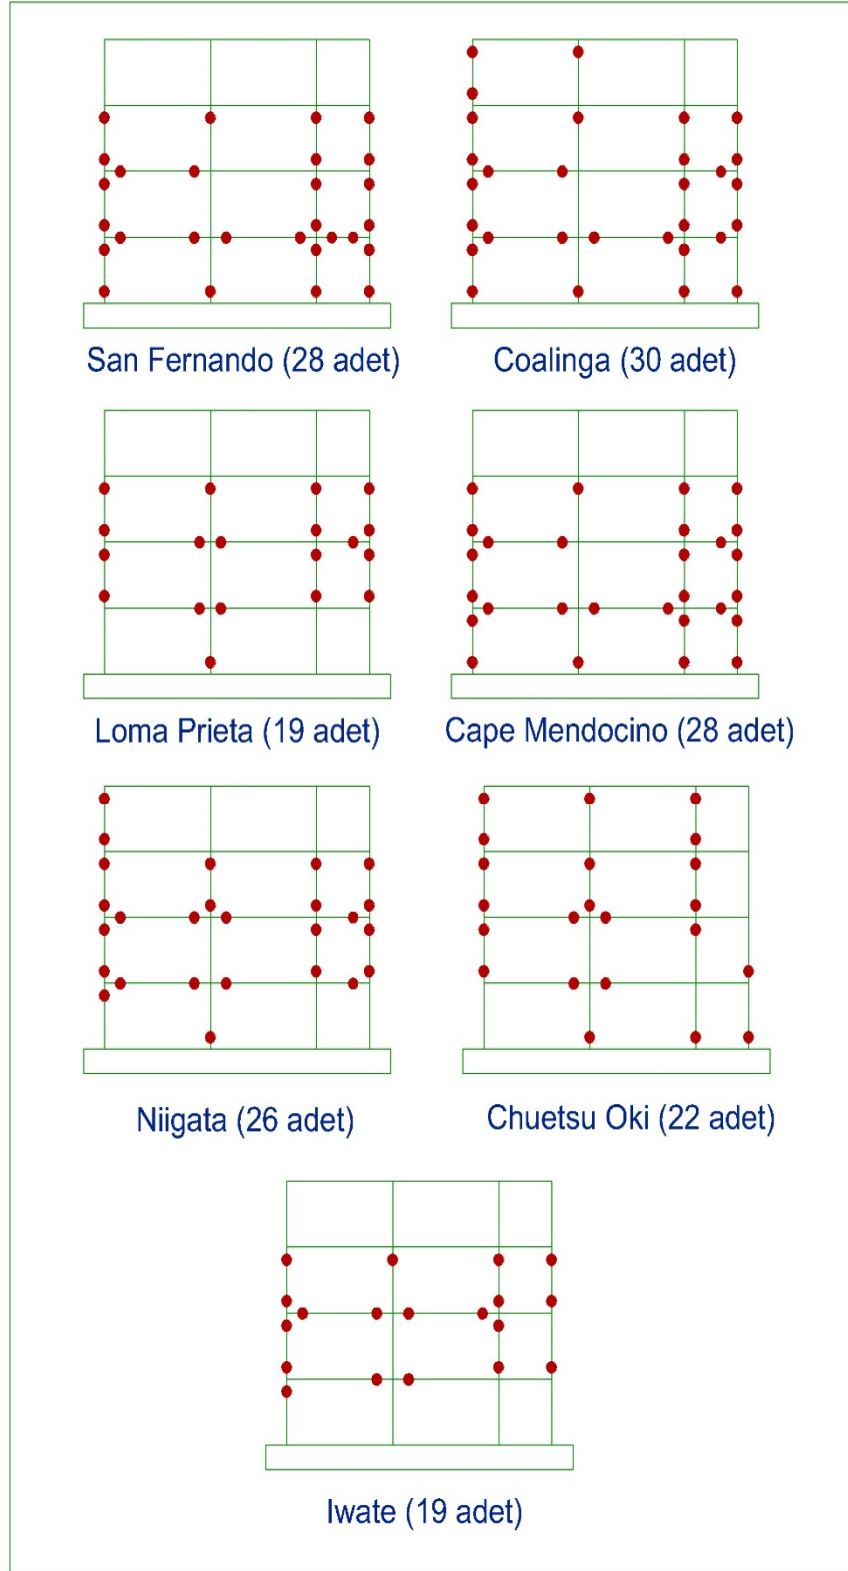 San Fernando (28 adet)
Coalinga (30 adet)
Loma Prieta (19 adet)
Cape Mendocino (28 adet)
Niigata (26 adet)
Chuetsu Oki (22 adet)
Iwate (19 adet)